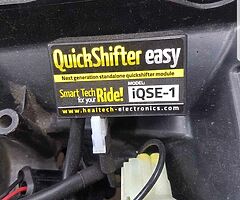 QuickShifter easy
Next generation standalone quickshifter module
Smart Tech for your Ride!
MODEL:
iQSE-1
www.healtech-electronics.com